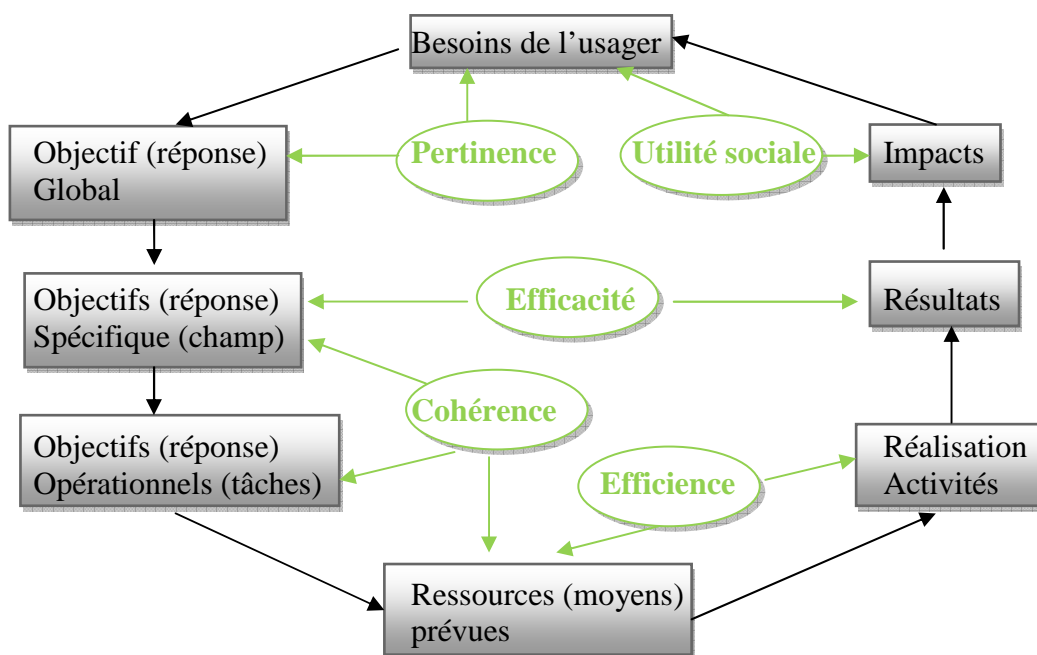 Besoins de l’usager
Objectif (réponse)
Global
Pertinence
Utilité sociale
Impacts
Objectifs (réponse)
Spécifique (champ)
Efficacité
Résultats
Cohérence
Objectifs (réponse)
Opérationnels (tâches)
Efficience
Réalisation
Activités
Ressources (moyens)
prévues